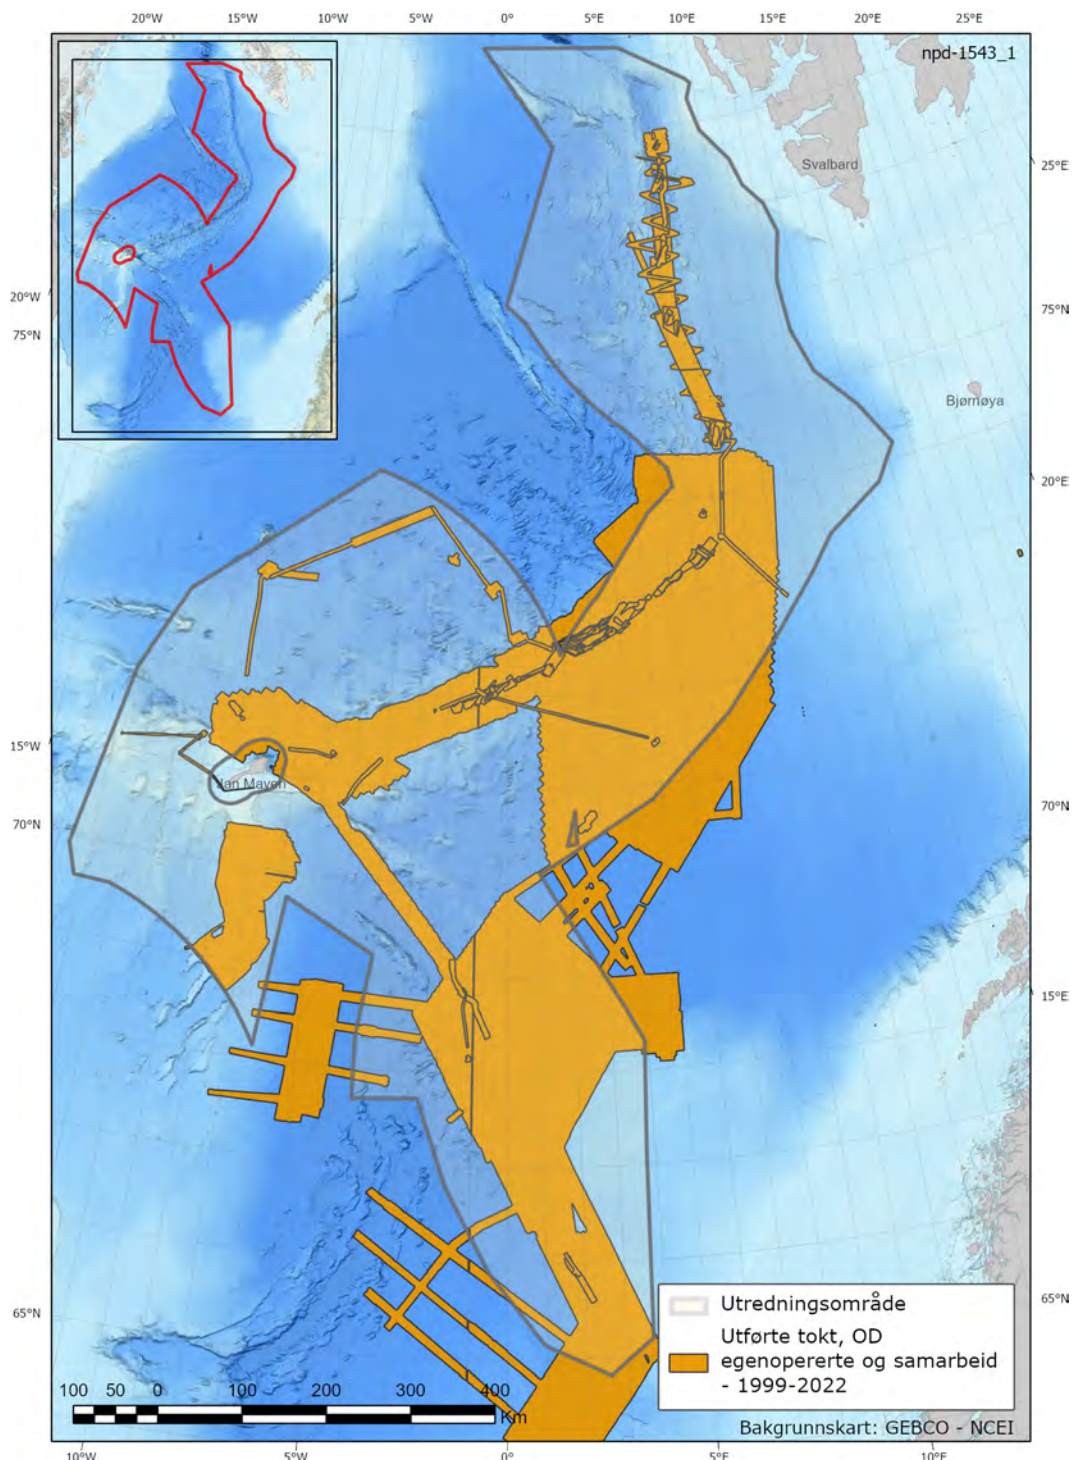 20°W 15°W 10°W 5°W 0° 5°E 10°E 15°E 20°E 25°E
npd-1543_1
Svalbard
25°E
20°W
75°N
75°N
Bjørnøya
20°E
15°W
Jan Mayen
70°N
70°N
15°E
65°N
65°N
Utredningsområde
Utførte tokt, OD
egenopererte og samarbeid
- 1999-2022
100 50 0 100 200 300 400
Km
Bakgrunnskart: GEBCO - NCEI
10°W 5°W 0° 5°E 10°E